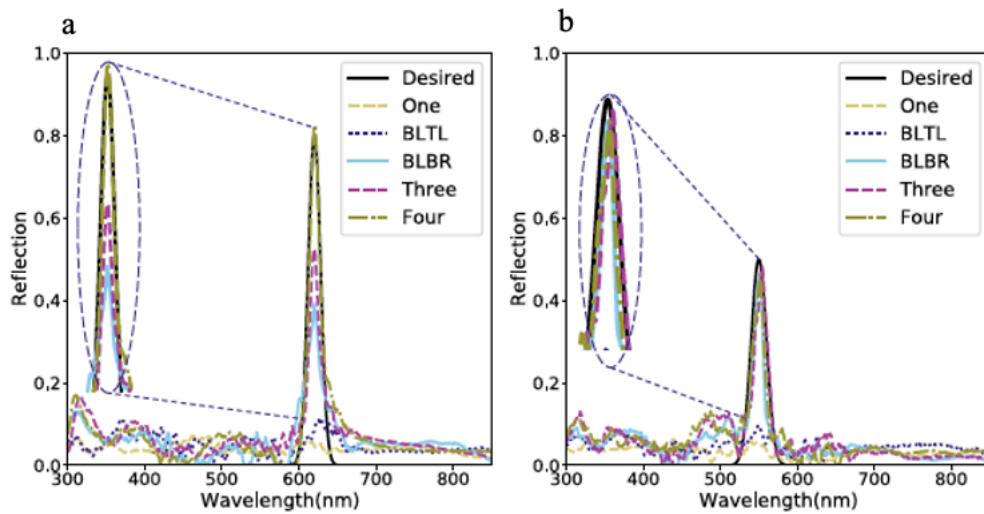 a
1.0
0.8
0.6
0.4
0.2
0.0
Reflection
300 400 500 600 700 800
Wavelength(nm)
Desired
One
BLTL
BLBR
Three
Four
b
1.0
0.8
0.6
0.4
0.2
0.0
Reflection
300 400 500 600 700 800
Wavelength(nm)
Desired
One
BLTL
BLBR
Three
Four